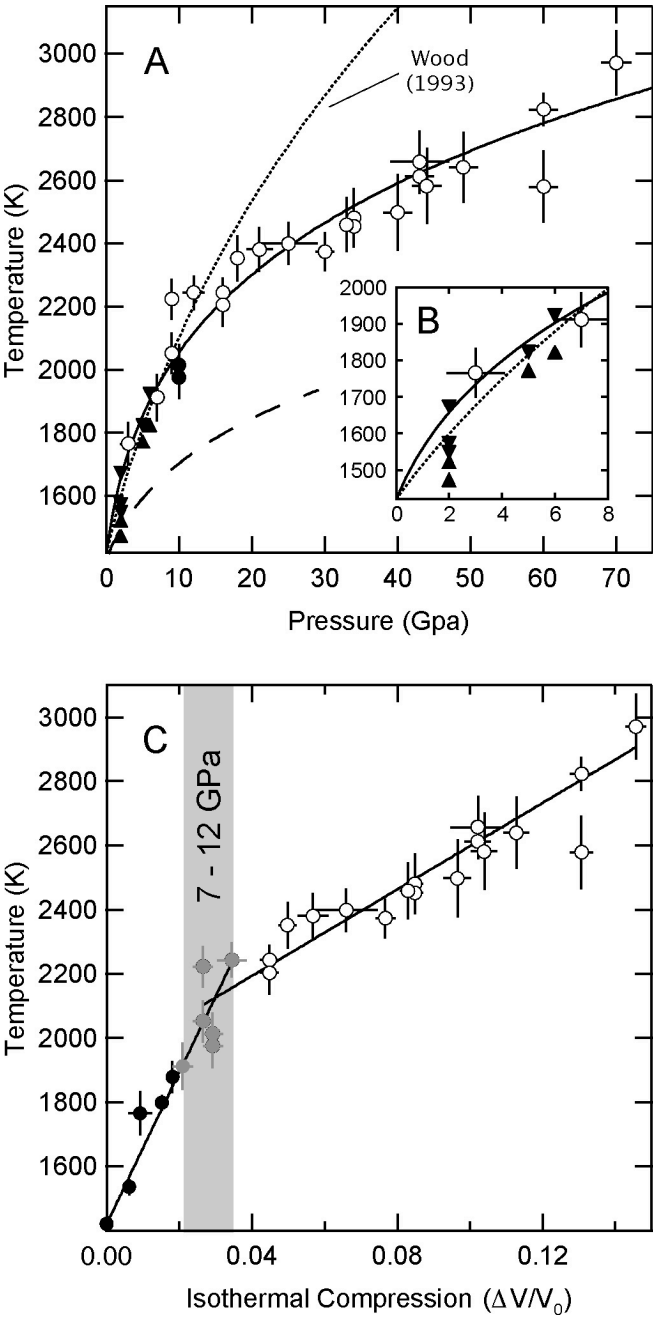 A
Wood
(1993)
3000
2800
2600
2400
2200
2000
1800
1600
Temperature (K)
B
2000
1900
1800
1700
1600
1500
0 2 4 6 8
0 10 20 30 40 50 60 70
Pressure (Gpa)
C
7 - 12 GPa
3000
2800
2600
2400
2200
2000
1800
1600
Temperature (K)
0.00 0.04 0.08 0.12
Isothermal Compression (ΔV/V₀)